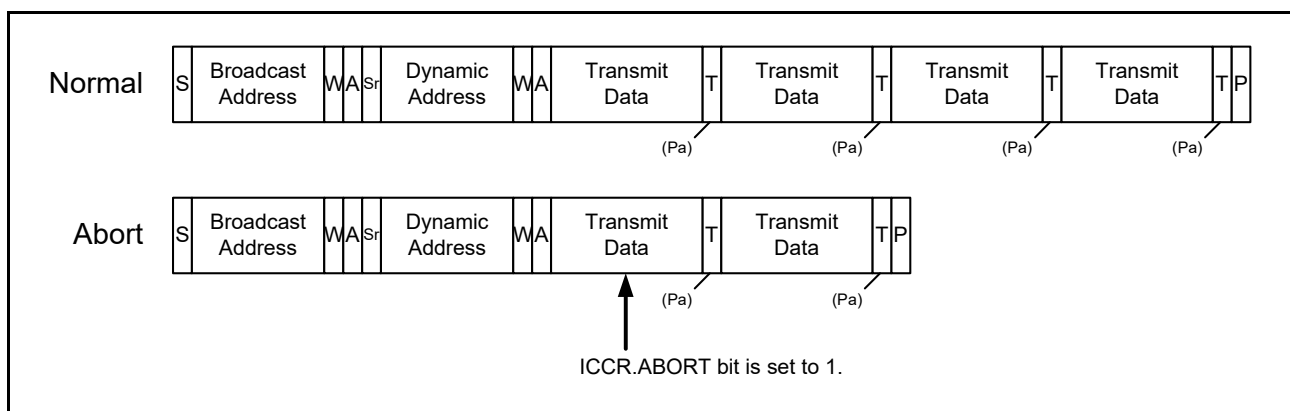 Normal
S
Broadcast
Address
W
A
Sr
Dynamic
Address
W
A
Transmit
Data
T
Transmit
Data
T
Transmit
Data
T
Transmit
Data
T
P
(Pa)
(Pa)
(Pa)
(Pa)
Abort
S
Broadcast
Address
W
A
Sr
Dynamic
Address
W
A
Transmit
Data
T
Transmit
Data
T
P
(Pa)
(Pa)
ICCR.ABORT bit is set to 1.